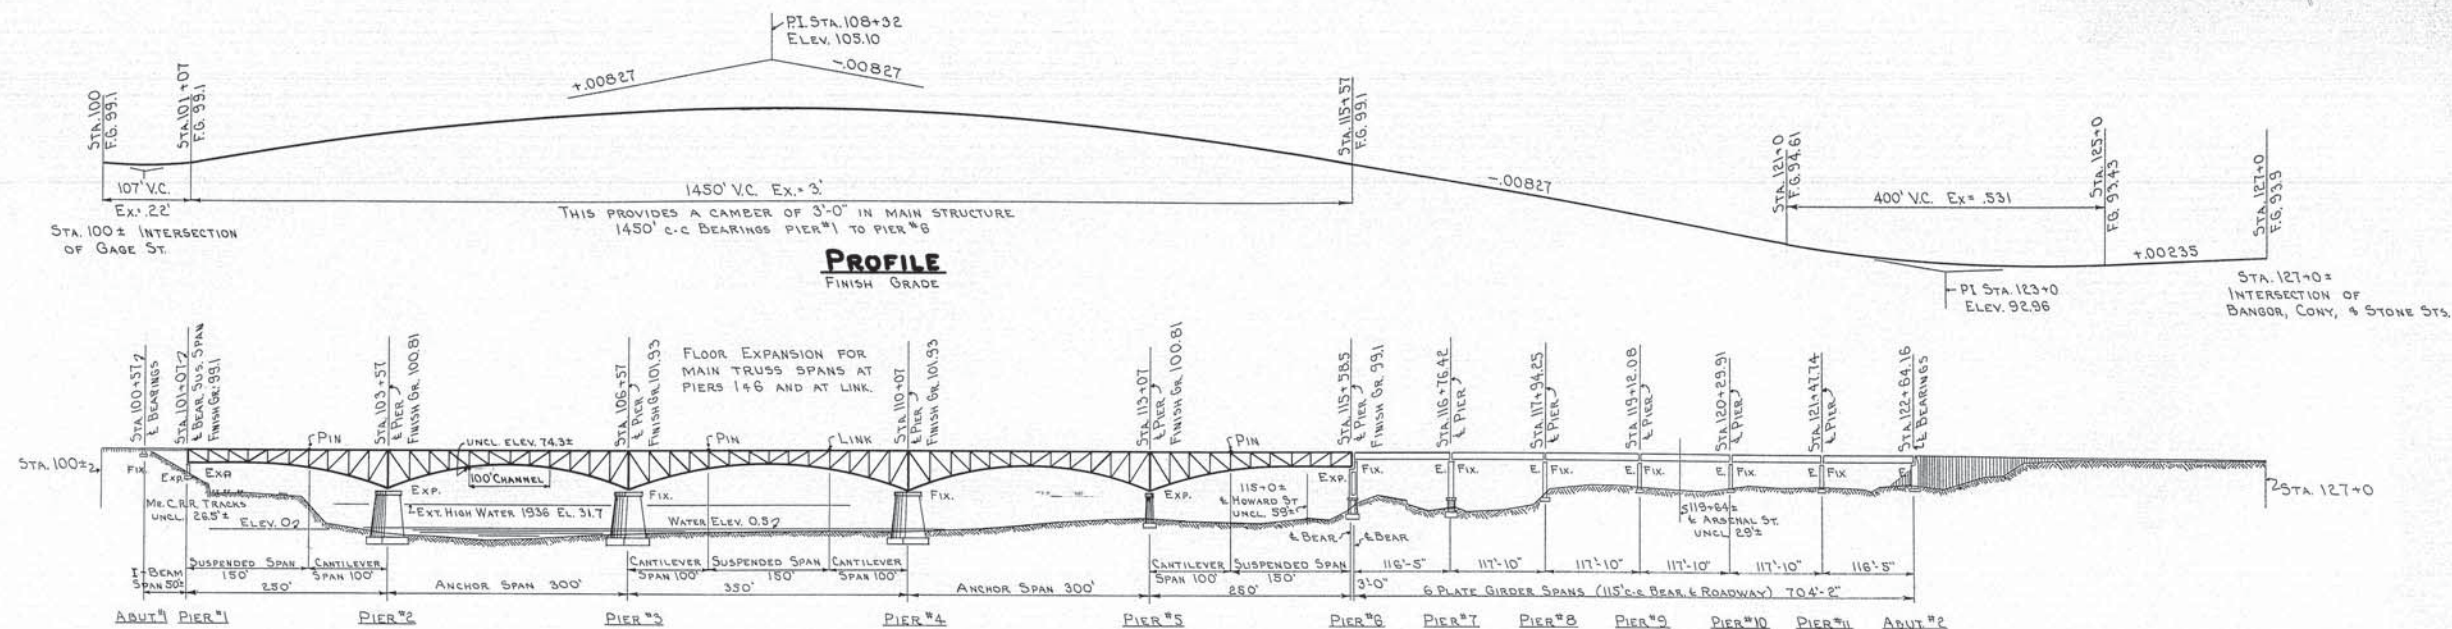 P.I. STA. 108+32
ELEV. 105.10
+.00827
-.00827
STA. 100
F.G. 99.1
STA. 101+07
F.G. 99.1
STA. 115+57
F.G. 99.1
STA. 121+0
F.G. 94.61
STA. 125+0
F.G. 93.43
STA. 127+0
F.G. 93.9
107' V.C.
Ex. .22'
1450' V.C. Ex. = 3.'
-.00827
400' V.C. Ex = .531
+.00235
THIS PROVIDES A CAMBER OF 3'-0" IN MAIN STRUCTURE
1450' C-C BEARINGS PIER #1 TO PIER #6
STA. 100 ± INTERSECTION
OF GAGE ST.
PROFILE
FINISH GRADE
PI STA. 123+0
ELEV. 92.96
STA. 127+0±
INTERSECTION OF
BANGOR, CONY, & STONE STS.
STA. 100+57
℄ BEARINGS
STA. 101+07
℄ BEAR. SUS. SPAN
FINISH GR. 99.1
STA. 103+57
℄ PIER
FINISH GR. 100.81
STA. 106+57
℄ PIER
FINISH GR. 101.93
FLOOR EXPANSION FOR
MAIN TRUSS SPANS AT
PIERS 1 & 6 AND AT LINK.
STA. 110+07
℄ PIER
FINISH GR. 101.93
STA. 113+07
℄ PIER
FINISH GR. 100.81
STA. 115+58.5
℄ PIER
FINISH GR. 99.1
STA. 116+76.42
℄ PIER
STA. 117+94.25
℄ PIER
STA. 119+12.08
℄ PIER
STA. 120+29.91
℄ PIER
STA. 121+47.74
℄ PIER
STA. 122+64.16
℄ BEARINGS
PIN
UNCL. ELEV. 74.3±
PIN
LINK
PIN
STA. 100±
FIX.
EXP.
EXP.
100' CHANNEL
EXP.
FIX.
FIX.
EXP.
EXP.
FIX.
E.
FIX.
E.
FIX.
E.
FIX.
E.
FIX.
E.
FIX
ME. C.R.R. TRACKS
UNCL. 26.5'±
ELEV. 0
EXT. HIGH WATER 1936 EL. 31.7
WATER ELEV. 0.5
115+0±
℄ HOWARD ST
UNCL. 59'±
119+64±
℄ ARSENAL ST.
UNCL. 29'±
STA. 127+0
℄ BEAR
℄ BEAR
I-BEAM
SPAN 50'±
SUSPENDED SPAN
150'
CANTILEVER
SPAN 100'
CANTILEVER
SPAN 100'
SUSPENDED SPAN
150'
CANTILEVER
SPAN 100'
CANTILEVER
SPAN 100'
SUSPENDED SPAN
150'
116'-5"
117'-10"
117'-10"
117'-10"
117'-10"
116'-5"
250'
ANCHOR SPAN 300'
350'
ANCHOR SPAN 300'
250'
3'-0"
6 PLATE GIRDER SPANS (115' C-C BEAR. ℄ ROADWAY) 704'-2"
ABUT. #1
PIER #1
PIER #2
PIER #3
PIER #4
PIER #5
PIER #6
PIER #7
PIER #8
PIER #9
PIER #10
PIER #11
ABUT. #2